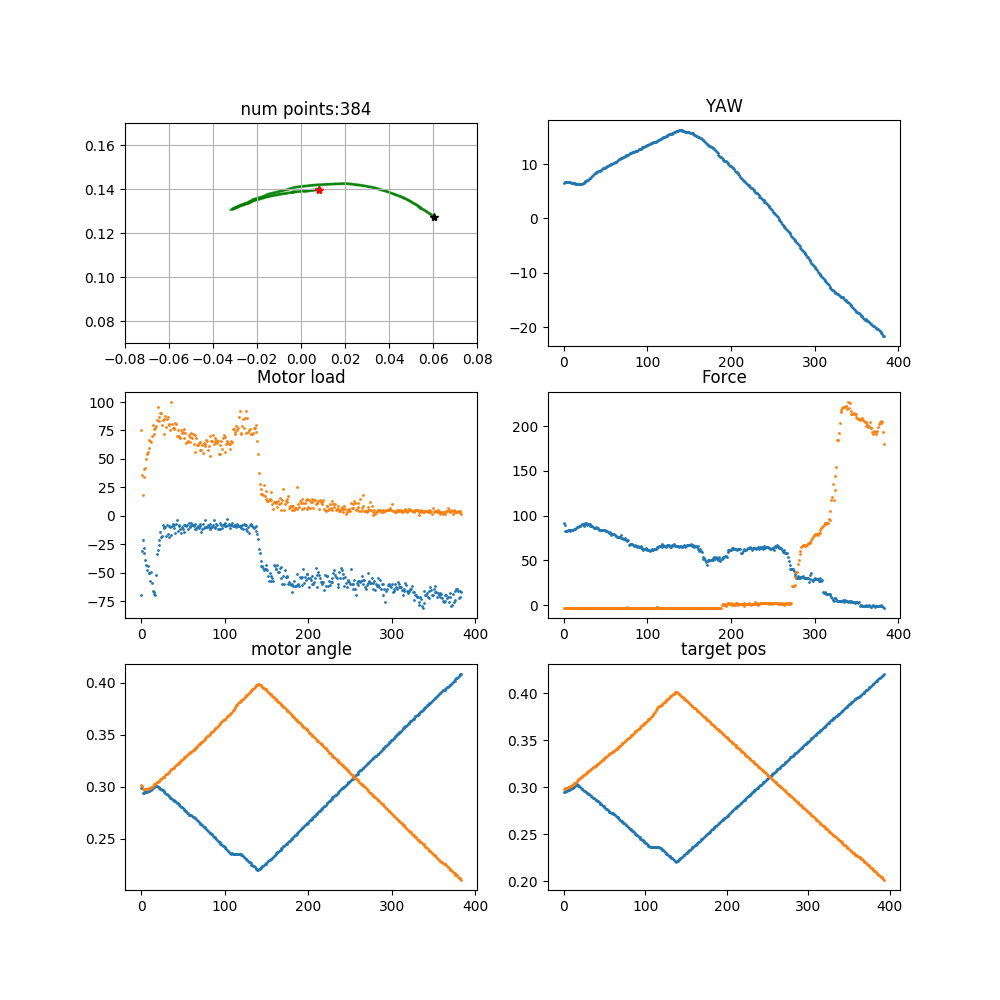 num points:384
0.16
0.14
0.12
0.10
0.08
−0.08 −0.06 −0.04 −0.02 0.00 0.02 0.04 0.06 0.08
YAW
10
0
−10
−20
0 100 200 300 400
Motor load
100
75
50
25
0
−25
−50
−75
0 100 200 300 400
Force
200
150
100
50
0
0 100 200 300 400
motor angle
0.40
0.35
0.30
0.25
0 100 200 300 400
target pos
0.40
0.35
0.30
0.25
0.20
0 100 200 300 400